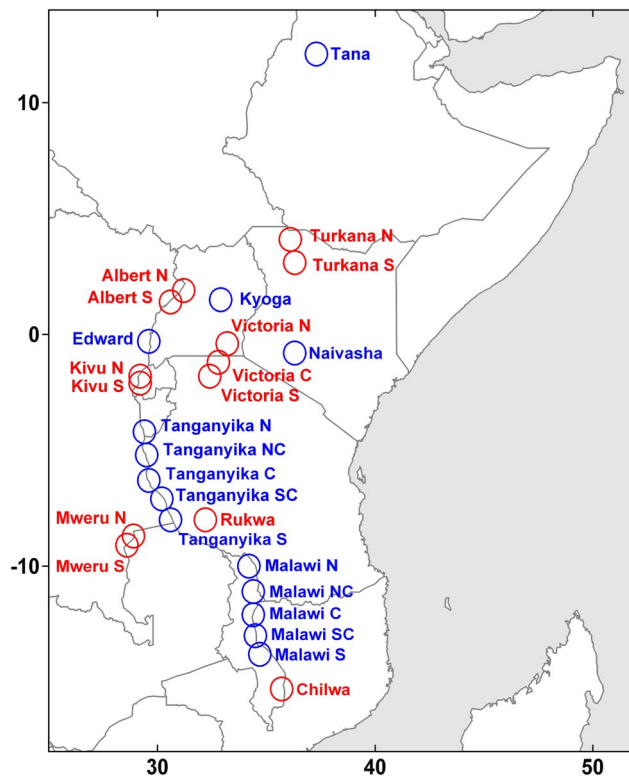 Tana
10
Turkana N
Turkana S
Albert N
Albert S
Kyoga
Victoria N
0
Edward
Naivasha
Kivu N
Victoria C
Kivu S
Victoria S
Tanganyika N
Tanganyika NC
Tanganyika C
Tanganyika SC
Mweru N
Rukwa
Tanganyika S
Mweru S
-10
Malawi N
Malawi NC
Malawi C
Malawi SC
Malawi S
Chilwa
30
40
50